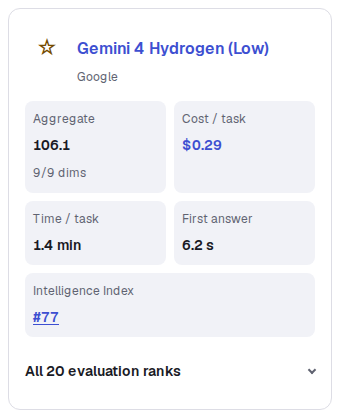 Gemini 4 Hydrogen (Low)
Google
Aggregate
106.1
9/9 dims
Cost / task
$0.29
Time / task
1.4 min
First answer
6.2 s
Intelligence Index
#77
All 20 evaluation ranks